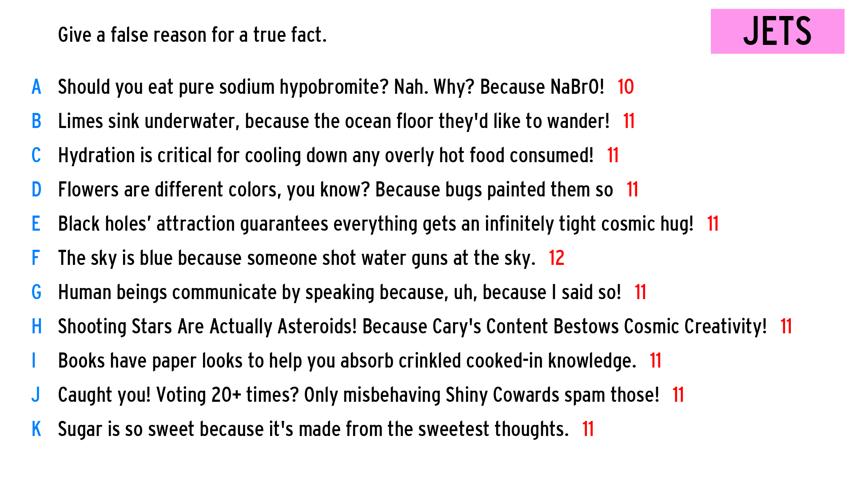 Give a false reason for a true fact.
JETS
A Should you eat pure sodium hypobromite? Nah. Why? Because NaBrO! 10
B Limes sink underwater, because the ocean floor they'd like to wander! 11
C Hydration is critical for cooling down any overly hot food consumed! 11
D Flowers are different colors, you know? Because bugs painted them so 11
E Black holes’ attraction guarantees everything gets an infinitely tight cosmic hug! 11
F The sky is blue because someone shot water guns at the sky. 12
G Human beings communicate by speaking because, uh, because I said so! 11
H Shooting Stars Are Actually Asteroids! Because Cary's Content Bestows Cosmic Creativity! 11
I Books have paper looks to help you absorb crinkled cooked-in knowledge. 11
J Caught you! Voting 20+ times? Only misbehaving Shiny Cowards spam those! 11
K Sugar is so sweet because it's made from the sweetest thoughts. 11